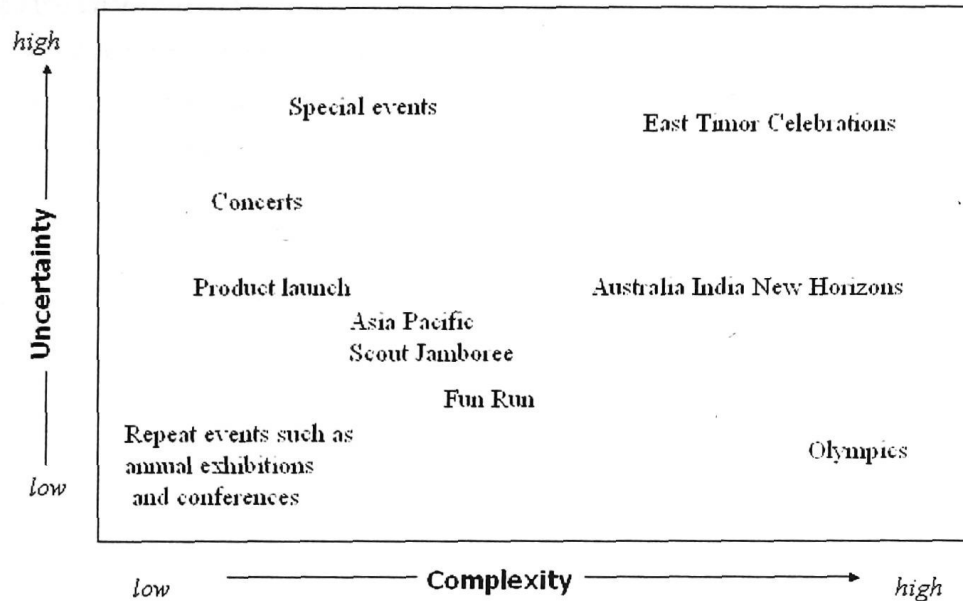 high
Special events
East Timor Celebrations
Concerts
Uncertainty
Product launch
Australia India New Horizons
Asia Pacific
Scout Jamboree
Fun Run
Repeat events such as
annual exhibitions
and conferences
Olympics
low
low
Complexity
high